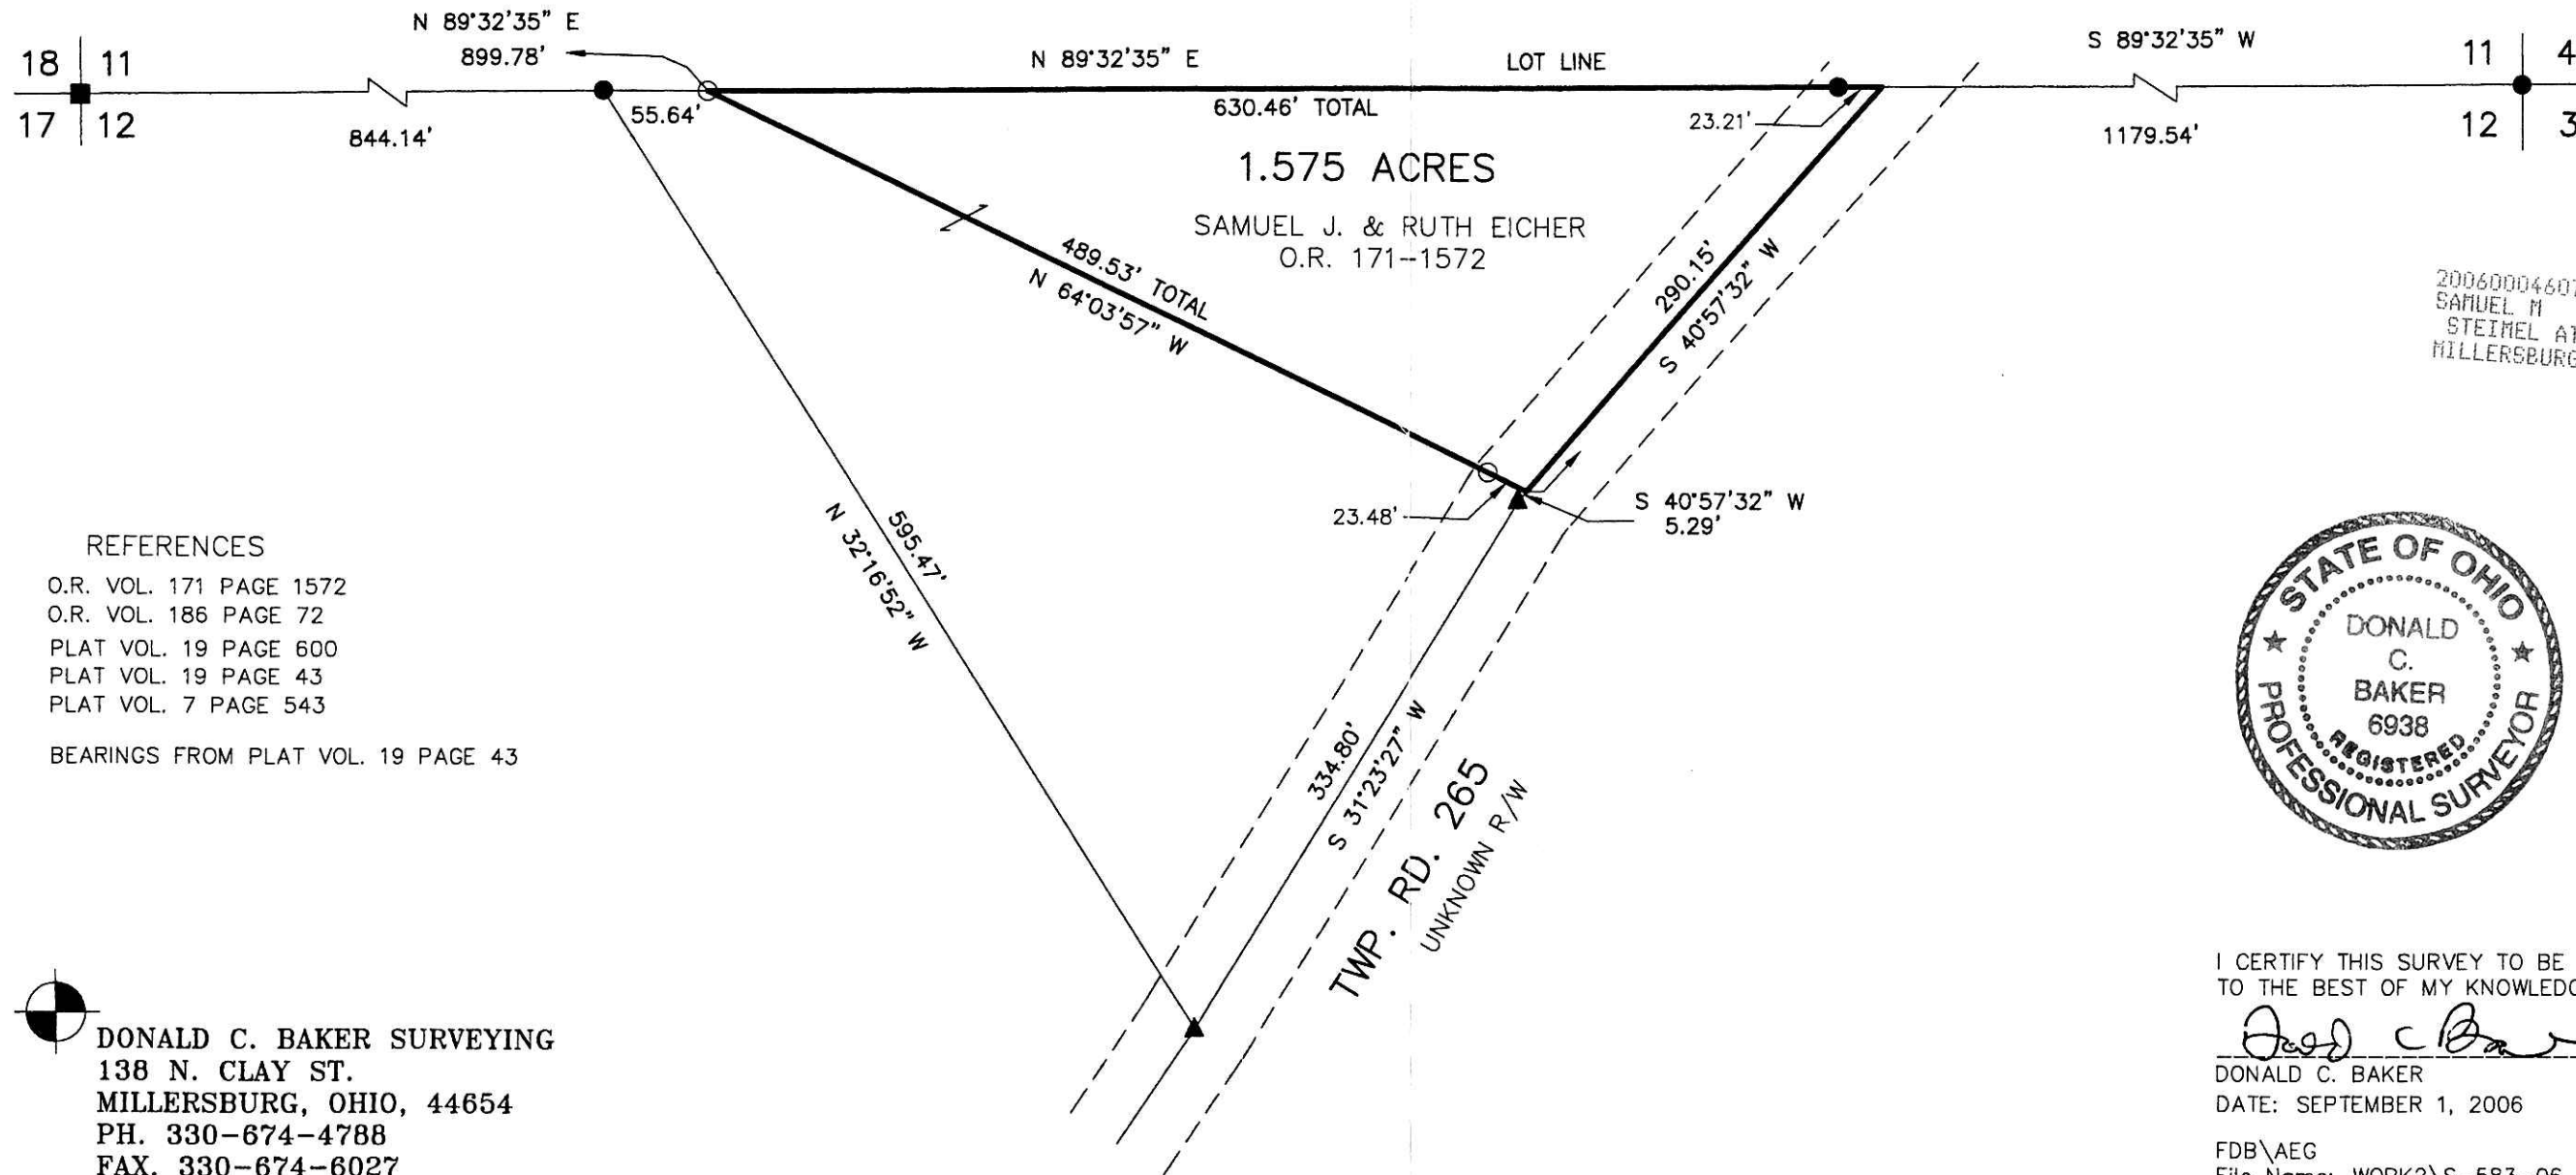 N 89°32'35" E
899.78'
18 11
17 12
844.14'
55.64'
N 89°32'35" E
LOT LINE
630.46' TOTAL
23.21'
S 89°32'35" W
1179.54'
11 4
12 3
1.575 ACRES
SAMUEL J. & RUTH EICHER
O.R. 171--1572
489.53' TOTAL
N 64°03'57" W
290.15'
S 40°57'32" W
SAMUEL M
STEIMEL AT
MILLERSBURG
23.48'
S 40°57'32" W
5.29'
595.47'
N 32°16'52" W
334.80'
S 31°23'27" W
TWP. RD. 265
UNKNOWN R/W
REFERENCES
O.R. VOL. 171 PAGE 1572
O.R. VOL. 186 PAGE 72
PLAT VOL. 19 PAGE 600
PLAT VOL. 19 PAGE 43
PLAT VOL. 7 PAGE 543
BEARINGS FROM PLAT VOL. 19 PAGE 43
STATE OF OHIO
DONALD
C.
BAKER
6938
REGISTERED
PROFESSIONAL SURVEYOR
DONALD C. BAKER SURVEYING
138 N. CLAY ST.
MILLERSBURG, OHIO, 44654
PH. 330-674-4788
FAX. 330-674-6027
I CERTIFY THIS SURVEY TO BE
TO THE BEST OF MY KNOWLEDG
DONALD C. BAKER
DATE: SEPTEMBER 1, 2006
FDB\AEG